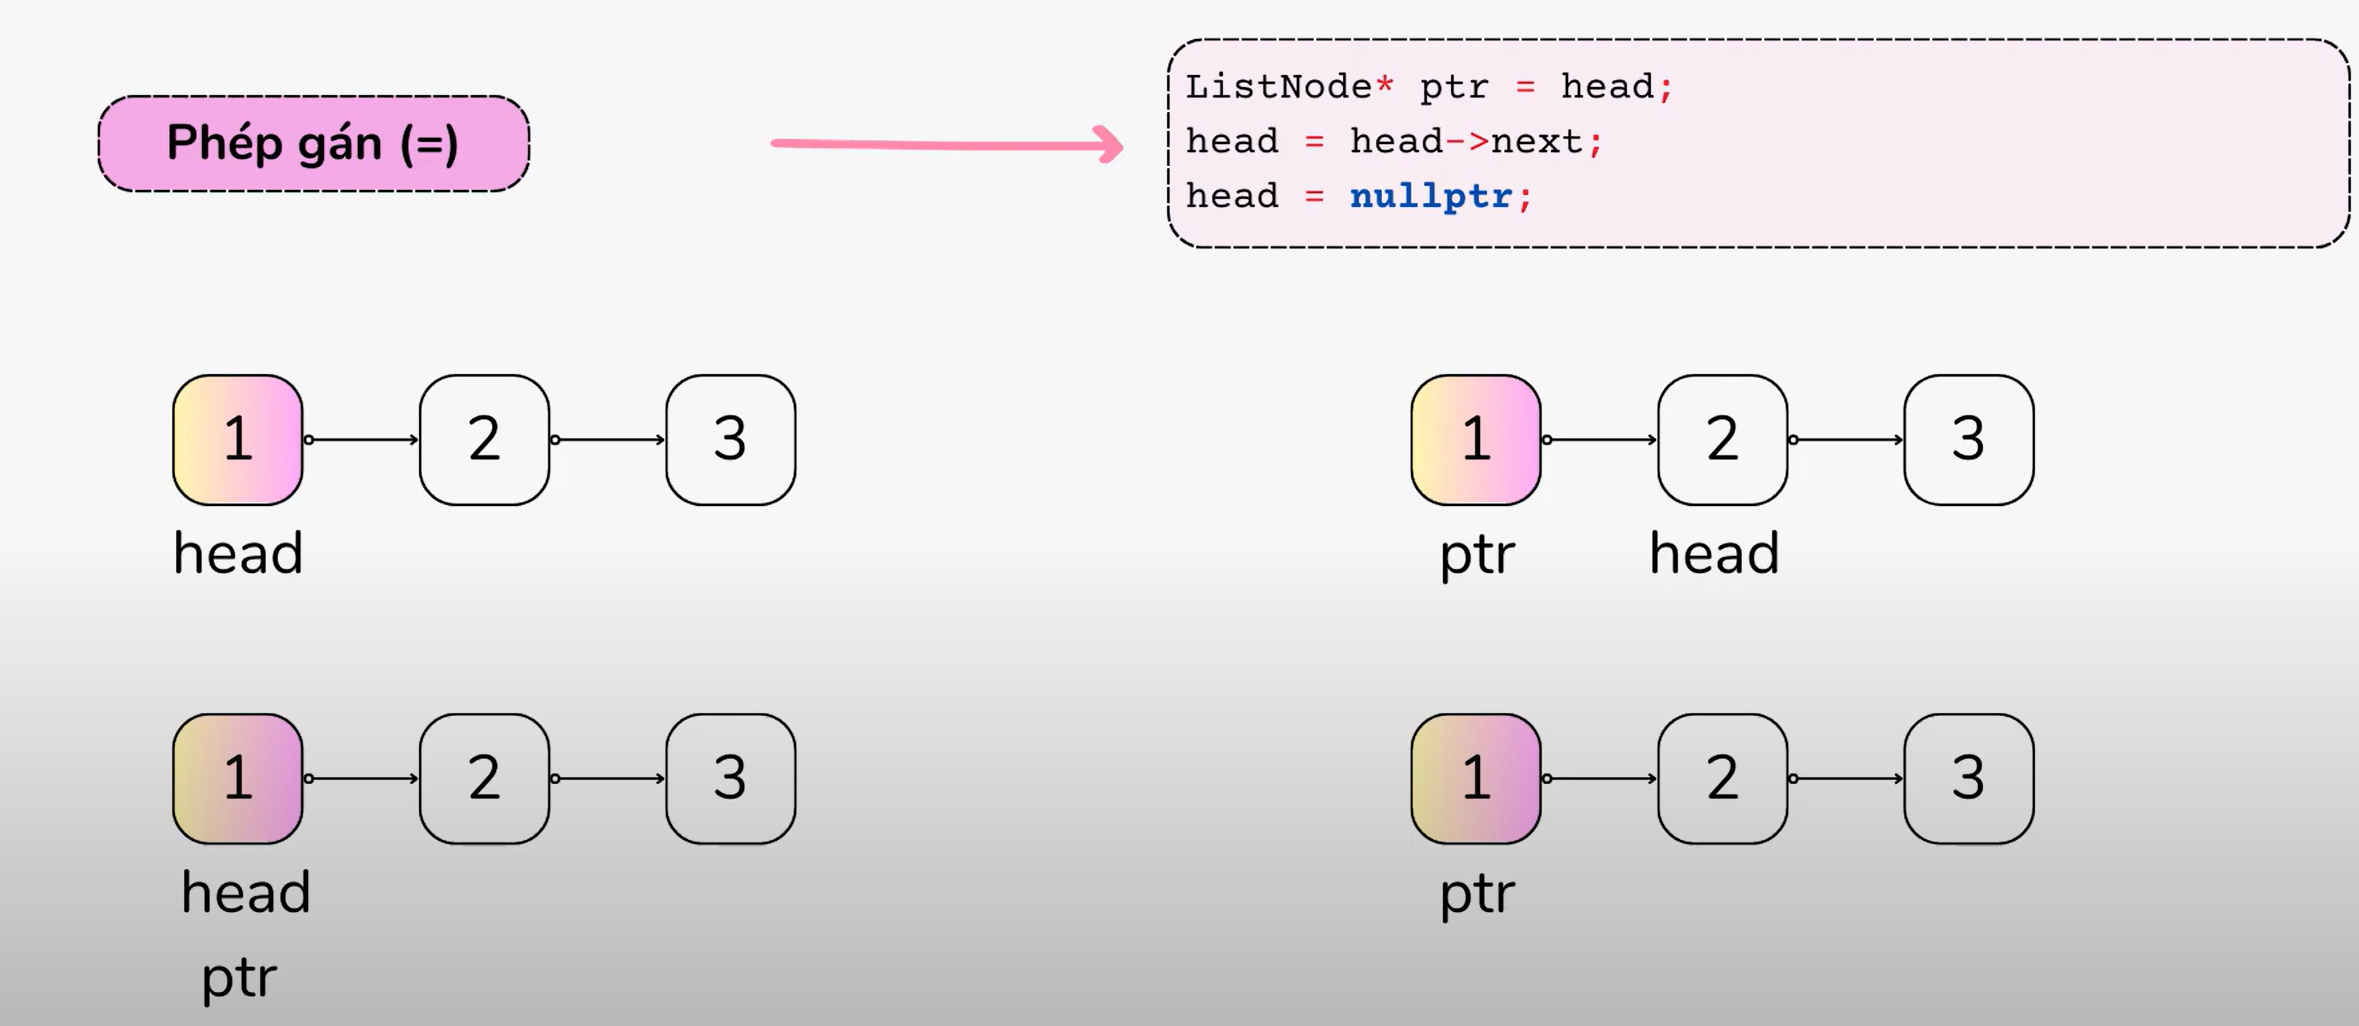 Phép gán (=)
ListNode* ptr = head;
head = head->next;
head = nullptr;
1 2 3
head
1 2 3
ptr head
1 2 3
head
ptr
1 2 3
ptr